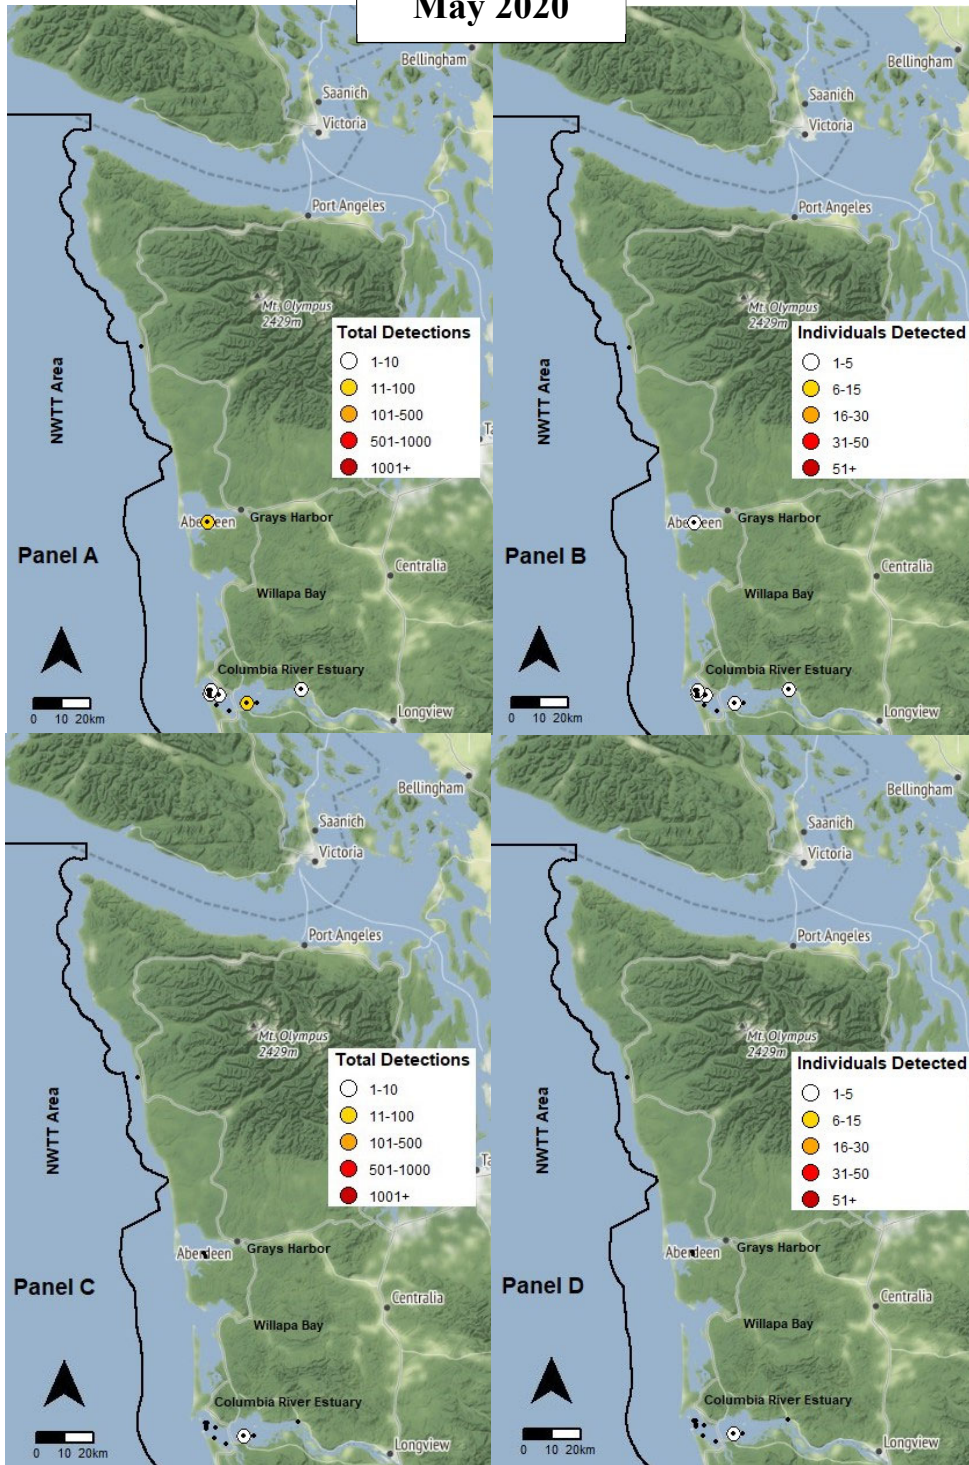 May 2020
Bellingham
Saanich
Victoria
Port Angeles
Mt. Olympus
2429m
Total Detections
1-10
11-100
101-500
501-1000
1001+
NWTT Area
Aberdeen
Grays Harbor
Panel A
Centralia
Willapa Bay
Columbia River Estuary
0 10 20km
Longview
Bellingham
Saanich
Victoria
Port Angeles
Mt. Olympus
2429m
Individuals Detected
1-5
6-15
16-30
31-50
51+
NWTT Area
Aberdeen
Grays Harbor
Panel B
Centralia
Willapa Bay
Columbia River Estuary
0 10 20km
Longview
Bellingham
Saanich
Victoria
Port Angeles
Mt. Olympus
2429m
Total Detections
1-10
11-100
101-500
501-1000
1001+
NWTT Area
Aberdeen
Grays Harbor
Panel C
Centralia
Willapa Bay
Columbia River Estuary
0 10 20km
Longview
Bellingham
Saanich
Victoria
Port Angeles
Mt. Olympus
2429m
Individuals Detected
1-5
6-15
16-30
31-50
51+
NWTT Area
Aberdeen
Grays Harbor
Panel D
Centralia
Willapa Bay
Columbia River Estuary
0 10 20km
Longview